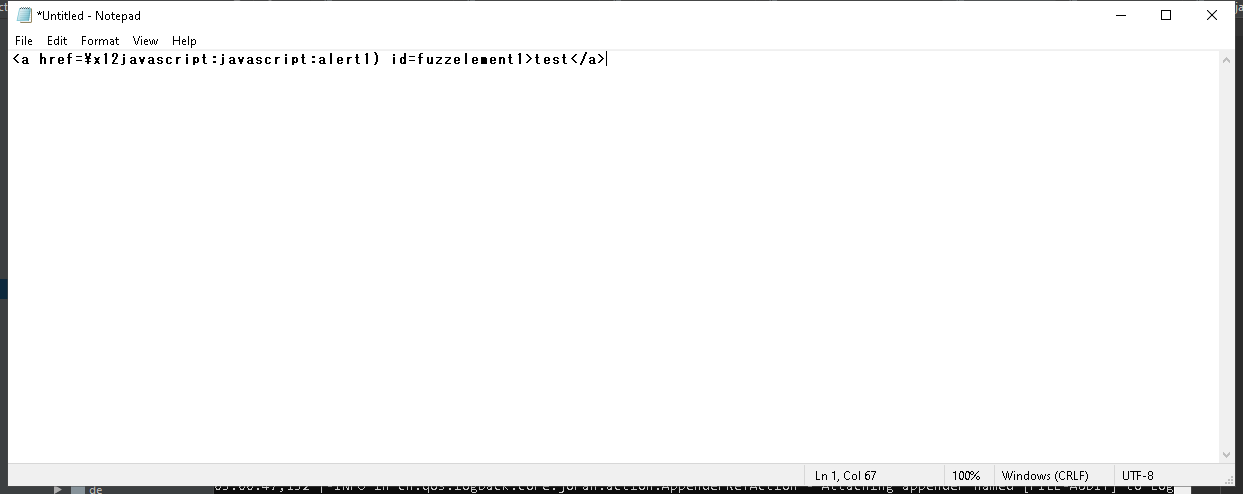 *Untitled - Notepad
File Edit Format View Help
<a href=¥x12javascript:javascript:alert1) id=fuzzelement1>test</a>
Ln 1, Col 67 100% Windows (CRLF) UTF-8
de